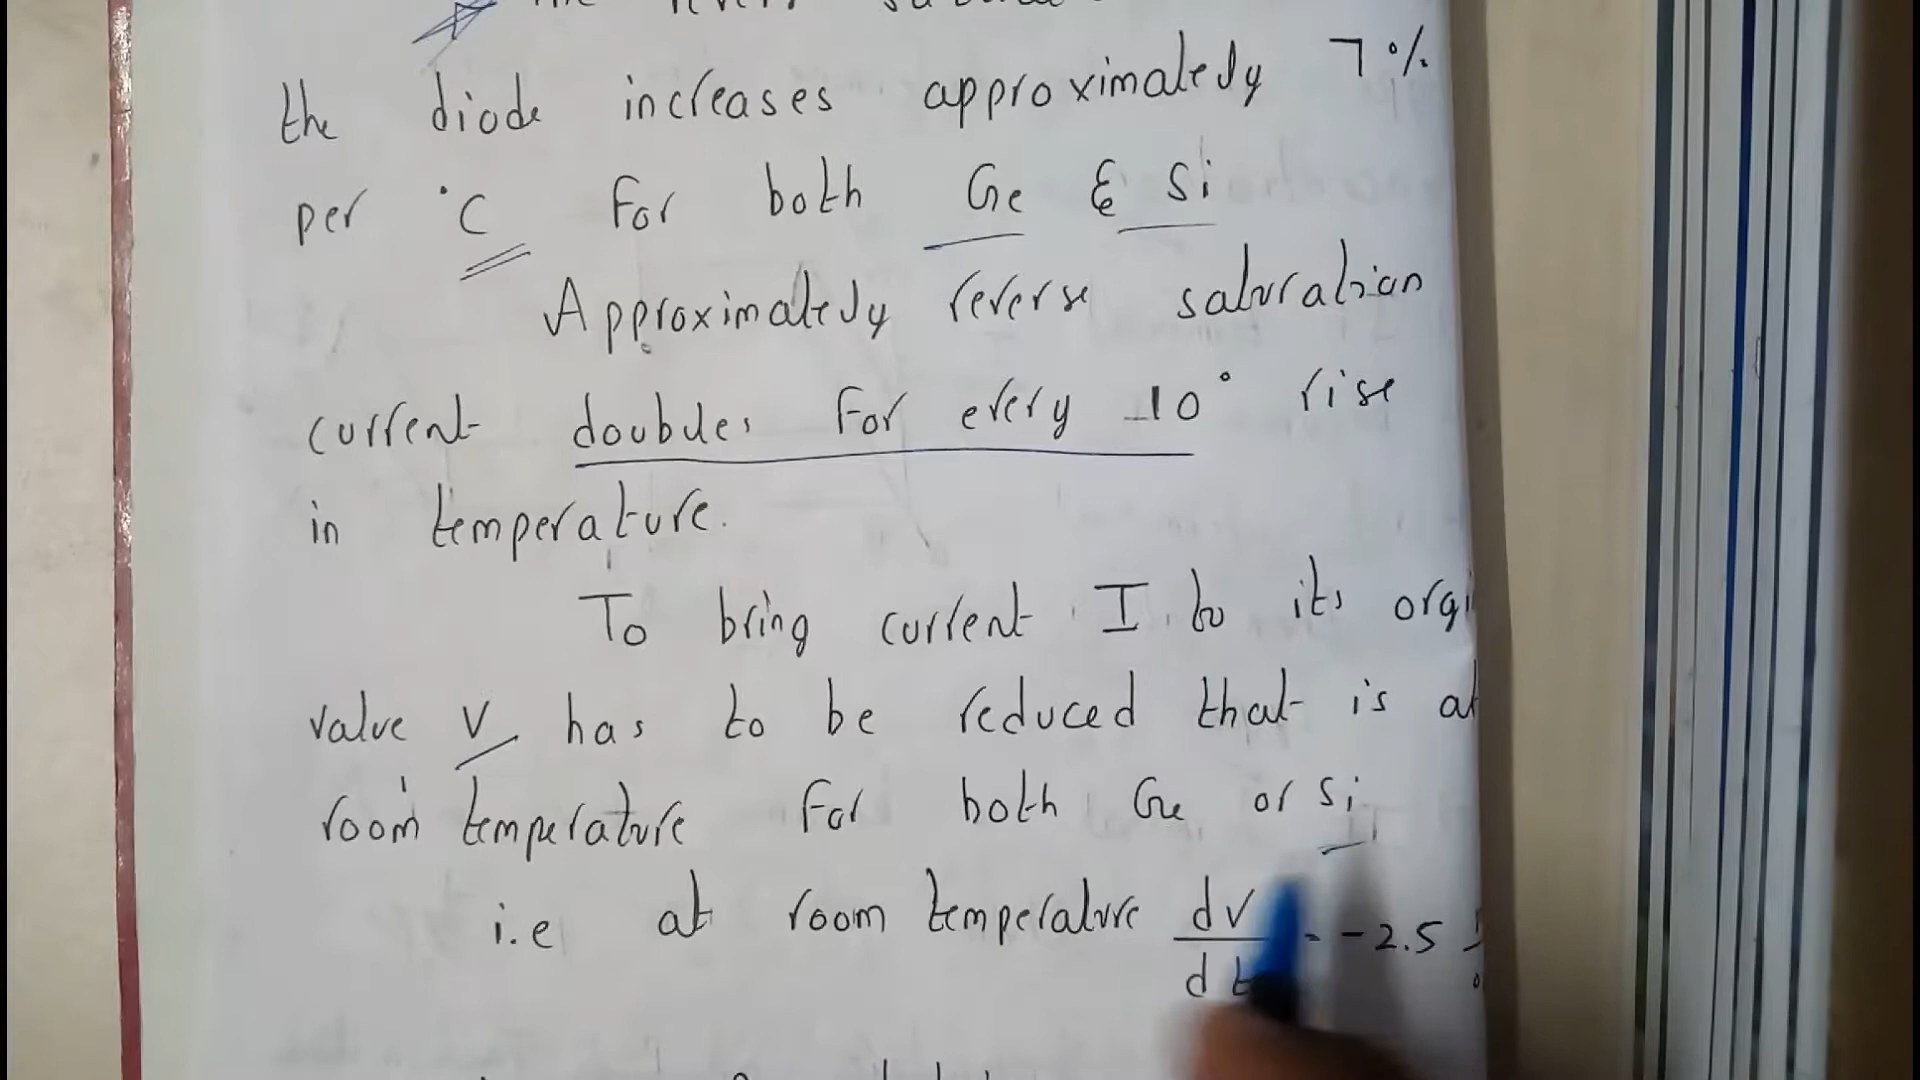 the diode increases approximately 7%
per °C for both Ge & Si
Approximately reverse saturation
current doubles for every 10° rise
in temperature.
To bring current I to its orgi
value V has to be reduced that is at
room temperature for both Ge or Si
i.e at room temperature dv
dt
-2.5